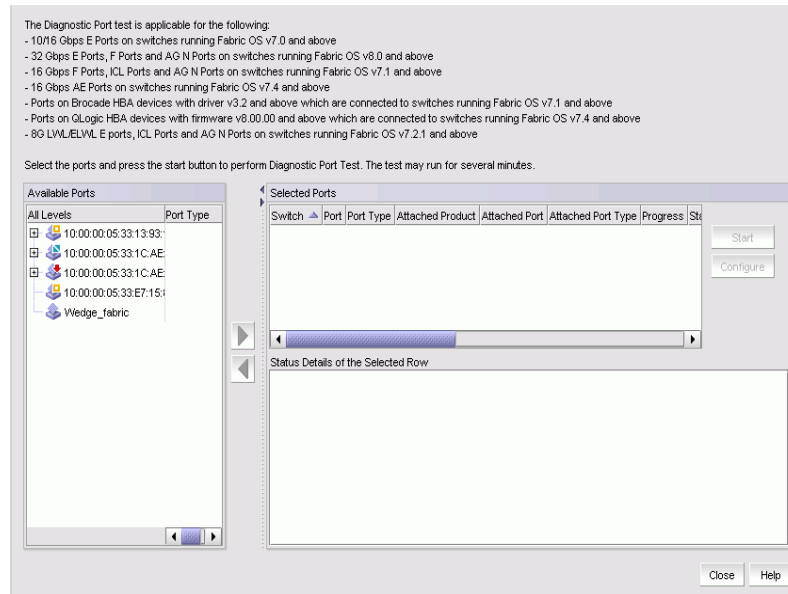 The Diagnostic Port test is applicable for the following:
- 10/16 Gbps E Ports on switches running Fabric OS v7.0 and above
- 32 Gbps E Ports, F Ports and AG N Ports on switches running Fabric OS v8.0 and above
- 16 Gbps F Ports, ICL Ports and AG N Ports on switches running Fabric OS v7.1 and above
- 16 Gbps AE Ports on switches running Fabric OS v7.4 and above
- Ports on Brocade HBA devices with driver v3.2 and above which are connected to switches running Fabric OS v7.1 and above
- Ports on QLogic HBA devices with firmware v8.00.00 and above which are connected to switches running Fabric OS v7.4 and above
- 8G LWL/ELWL E ports, ICL Ports and AG N Ports on switches running Fabric OS v7.2.1 and above
Select the ports and press the start button to perform Diagnostic Port Test. The test may run for several minutes.
Available Ports
All Levels Port Type
10:00:00:05:33:13:93:
10:00:00:05:33:1C:AE:
10:00:00:05:33:1C:AE:
10:00:00:05:33:E7:15:
Wedge_fabric
Selected Ports
Switch Port Port Type Attached Product Attached Port Attached Port Type Progress Sta
Start
Configure
Status Details of the Selected Row
Close Help